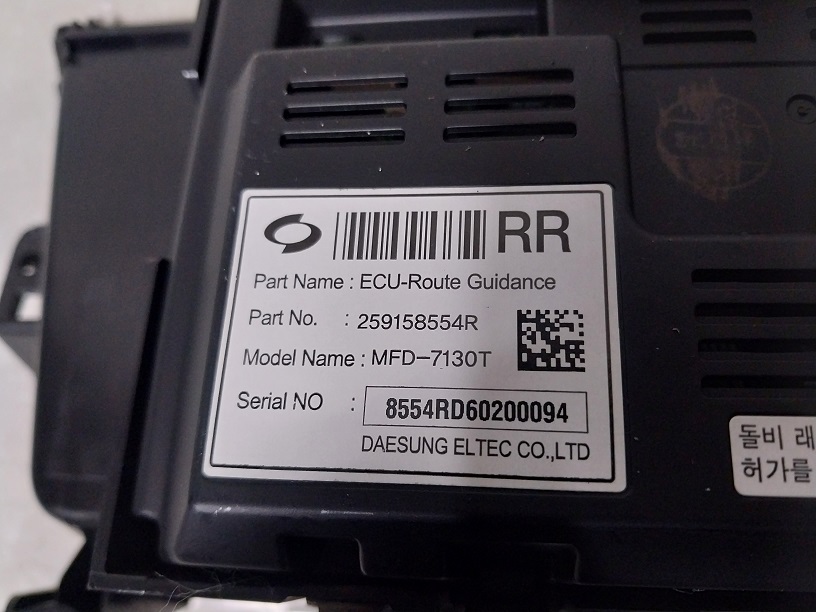 RR
Part Name : ECU-Route Guidance
Part No. : 259158554R
Model Name : MFD-7130T
Serial NO : 8554RD60200094
DAESUNG ELTEC CO.,LTD
돌비 래
허가를